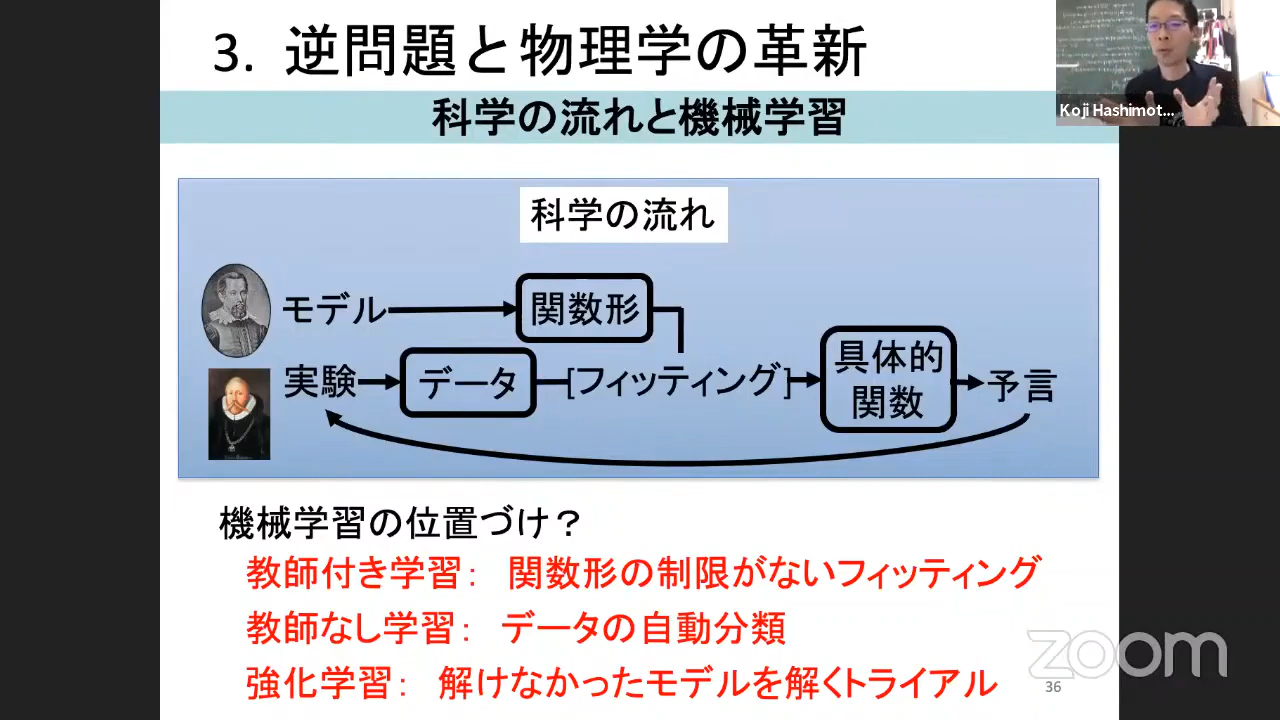 3. 逆問題と物理学の革新
科学の流れと機械学習
Koji Hashimot...
科学の流れ
モデル
関数形
実験
データ
[フィッティング]
具体的
関数
予言
機械学習の位置づけ？
教師付き学習： 関数形の制限がないフィッティング
教師なし学習： データの自動分類
強化学習： 解けなかったモデルを解くトライアル
zoom
36